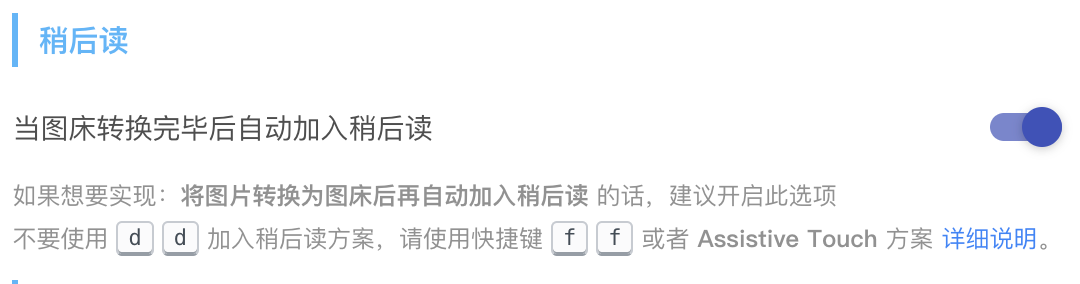 稍后读
当图床转换完毕后自动加入稍后读
如果想要实现：将图片转换为图床后再自动加入稍后读 的话，建议开启此选项
不要使用 d d 加入稍后读方案，请使用快捷键 f f 或者 Assistive Touch 方案 详细说明。